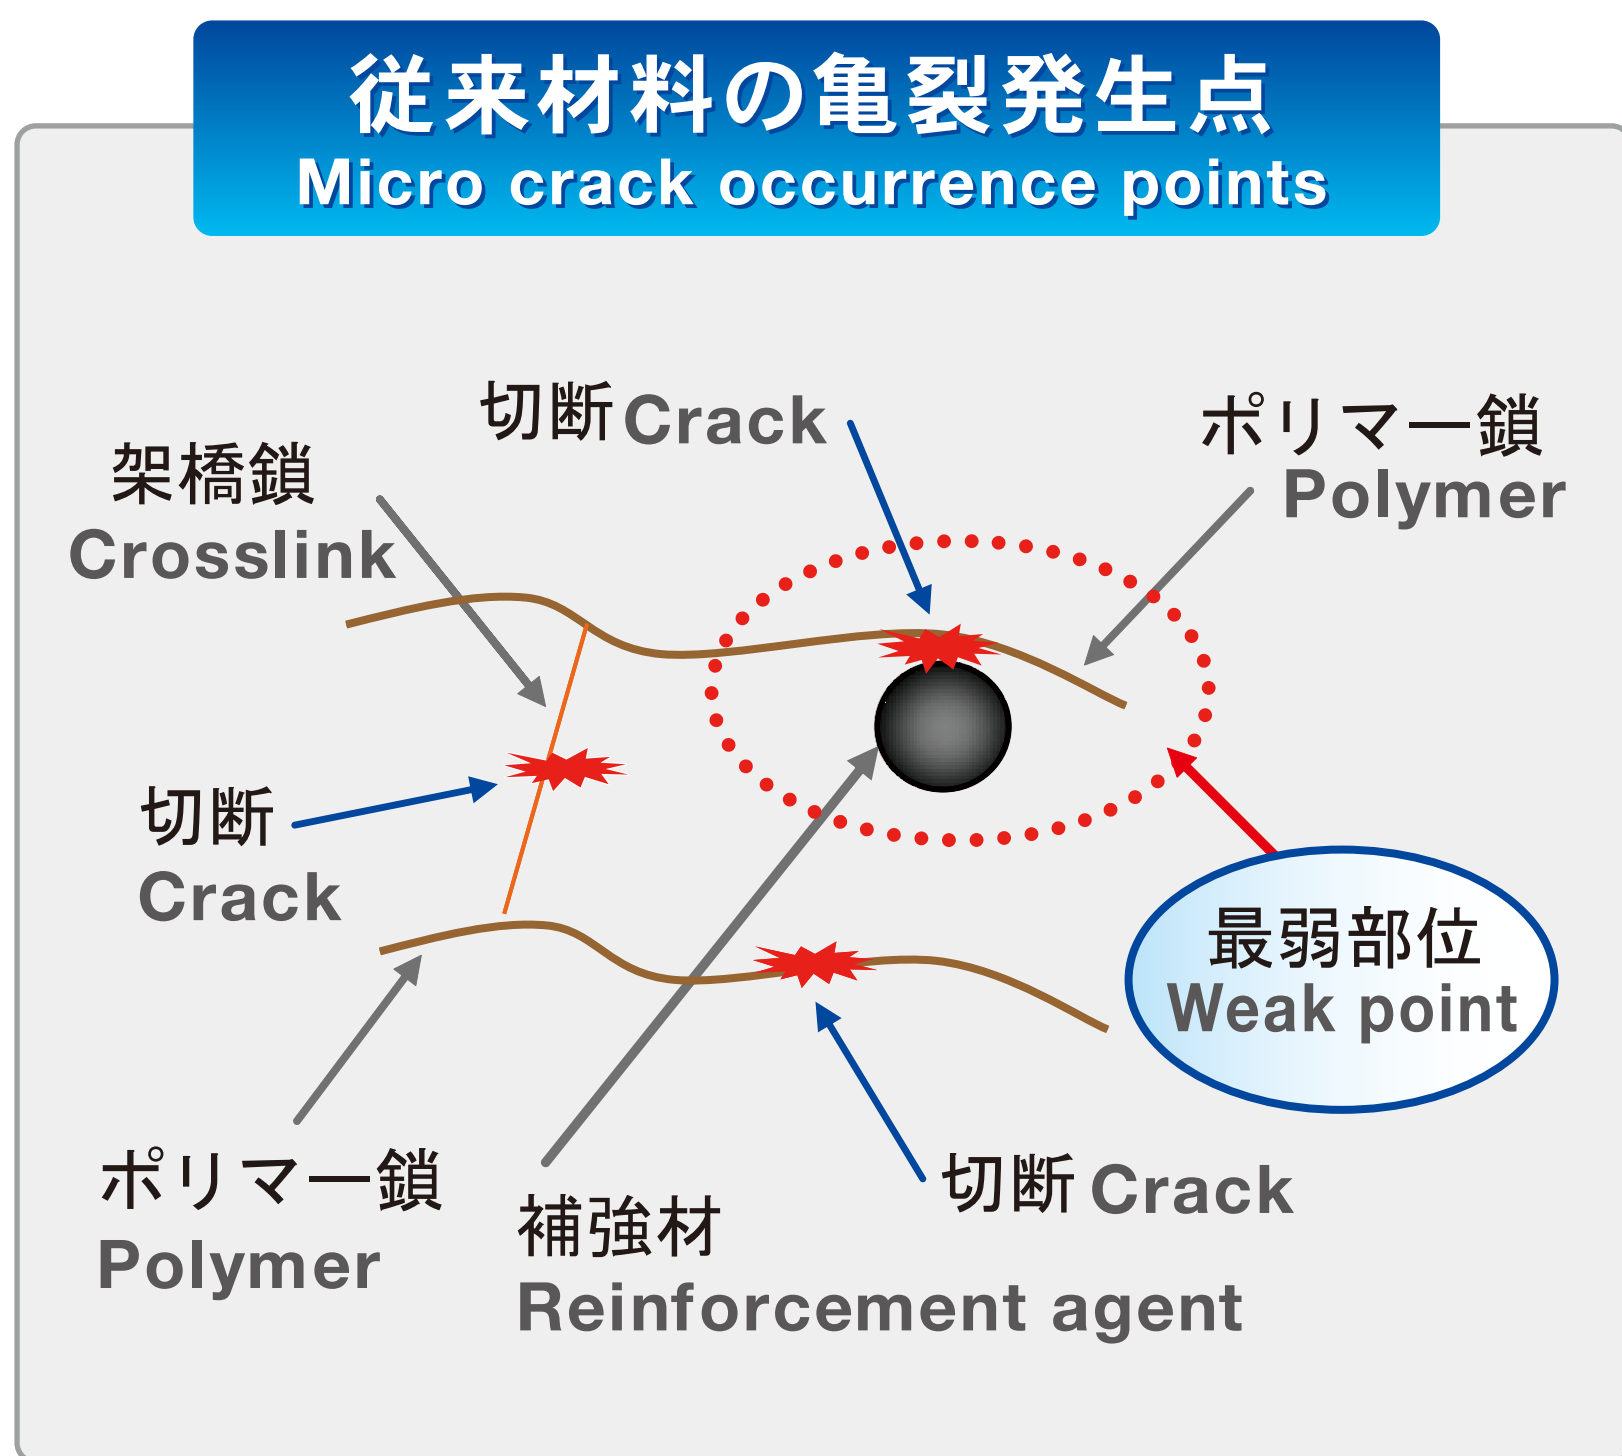 従来材料の亀裂発生点
Micro crack occurrence points
切断 Crack
ポリマー鎖
Polymer
架橋鎖
Crosslink
切断
Crack
最弱部位
Weak point
ポリマー鎖
Polymer
補強材
Reinforcement agent
切断 Crack